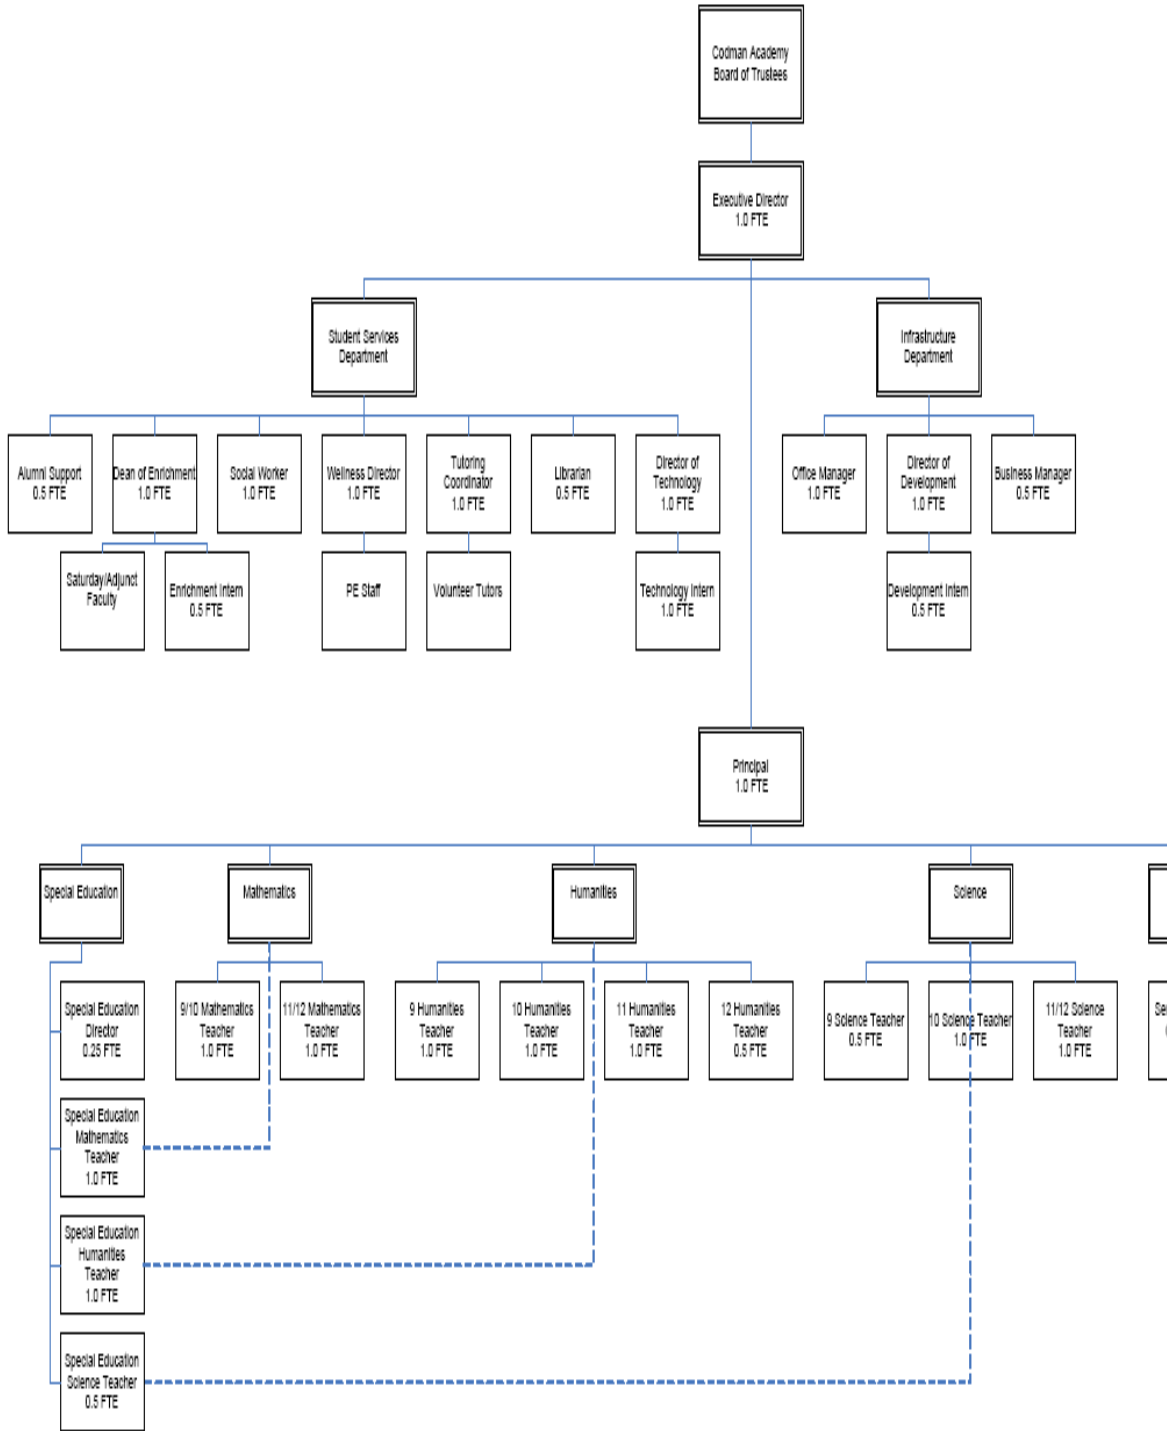 Codman Academy
Board of Trustees
Executive Director
1.0 FTE
Student Services
Department
Infrastructure
Department
Alumni Support
0.5 FTE
Dean of Enrichment
1.0 FTE
Social Worker
1.0 FTE
Wellness Director
1.0 FTE
Tutoring
Coordinator
1.0 FTE
Librarian
0.5 FTE
Director of
Technology
1.0 FTE
Office Manager
1.0 FTE
Director of
Development
1.0 FTE
Business Manager
0.5 FTE
Saturday/Adjunct
Faculty
Enrichment Intern
0.5 FTE
PE Staff
Volunteer Tutors
Technology Intern
1.0 FTE
Development Intern
0.5 FTE
Principal
1.0 FTE
Special Education
Mathematics
Humanities
Science
Special Education
Director
0.25 FTE
9/10 Mathematics
Teacher
1.0 FTE
11/12 Mathematics
Teacher
1.0 FTE
9 Humanities
Teacher
1.0 FTE
10 Humanities
Teacher
1.0 FTE
11 Humanities
Teacher
1.0 FTE
12 Humanities
Teacher
0.5 FTE
9 Science Teacher
0.5 FTE
10 Science Teacher
1.0 FTE
11/12 Science
Teacher
1.0 FTE
Special Education
Mathematics
Teacher
1.0 FTE
Special Education
Humanities
Teacher
1.0 FTE
Special Education
Science Teacher
0.5 FTE